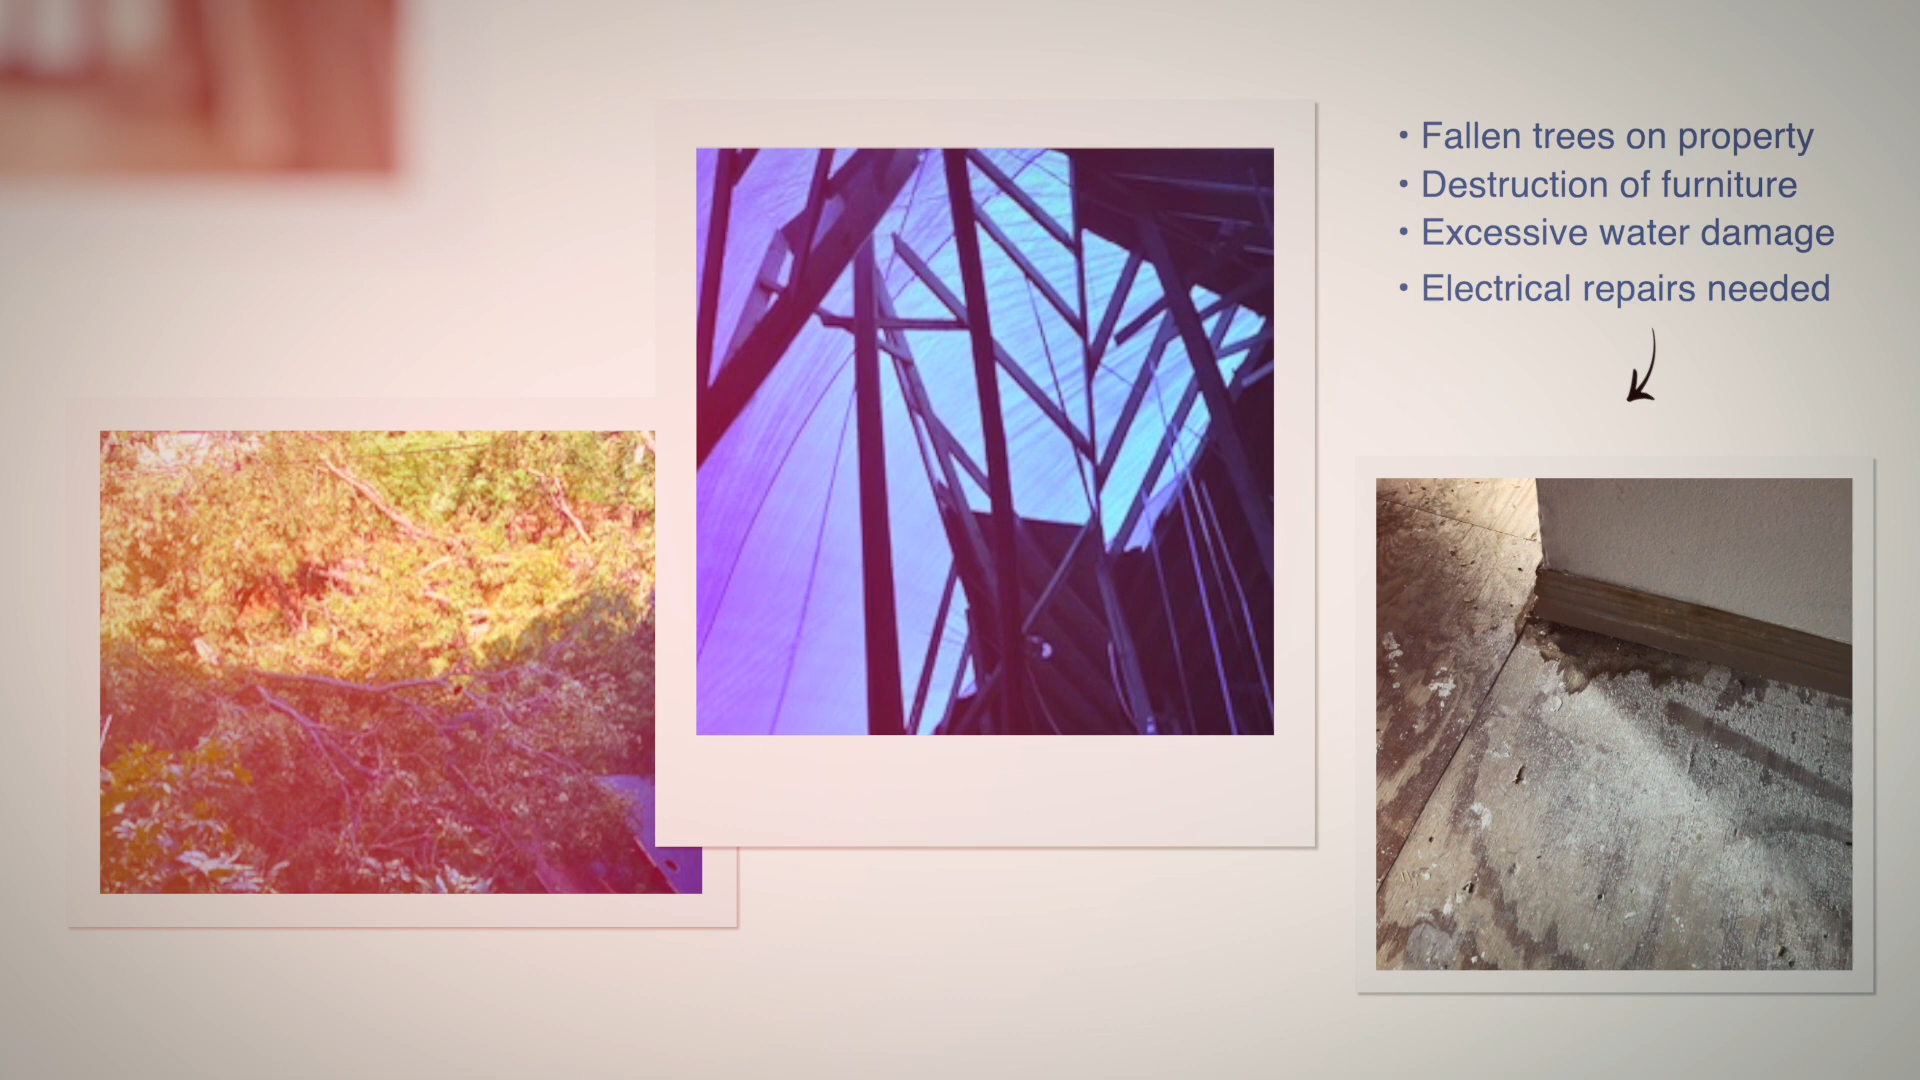 • Fallen trees on property
• Destruction of furniture
• Excessive water damage
• Electrical repairs needed